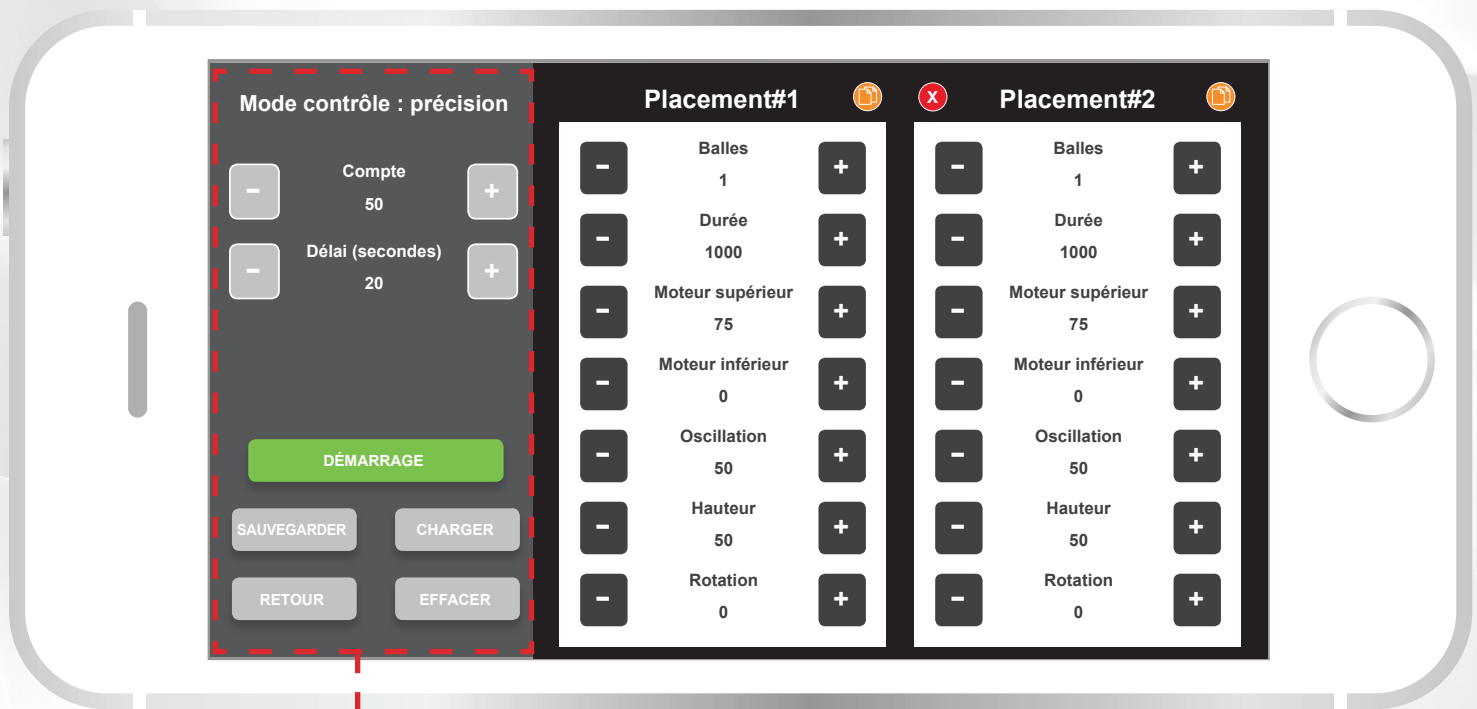 Mode contrôle : précision
-
Compte
+
50
-
Délai (secondes)
+
20
DÉMARRAGE
SAUVEGARDER
CHARGER
RETOUR
EFFACER
Placement#1
-
Balles
+
1
-
Durée
+
1000
-
Moteur supérieur
+
75
-
Moteur inférieur
+
0
-
Oscillation
+
50
-
Hauteur
+
50
-
Rotation
+
0
X
Placement#2
-
Balles
+
1
-
Durée
+
1000
-
Moteur supérieur
+
75
-
Moteur inférieur
+
0
-
Oscillation
+
50
-
Hauteur
+
50
-
Rotation
+
0